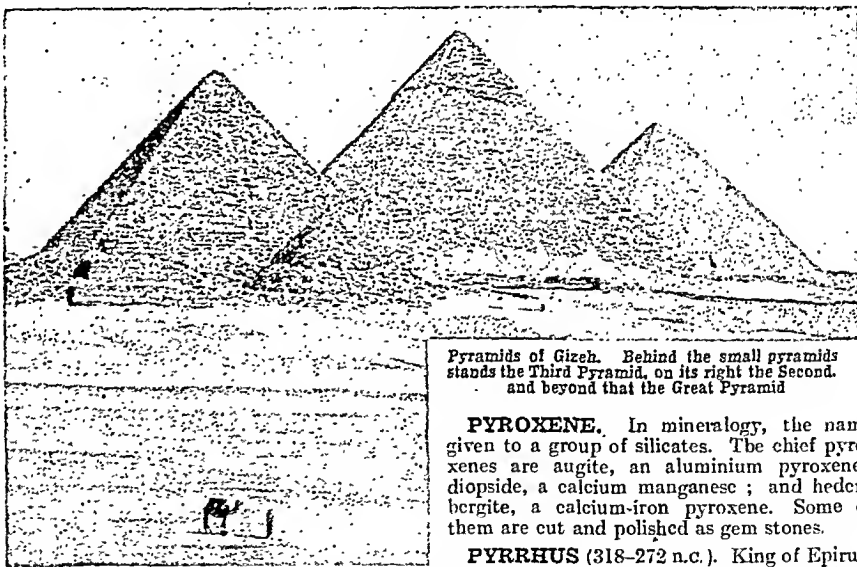 Pyramids of Gizeh. Behind the small pyramids
stands the Third Pyramid, on its right the Second.
and beyond that the Great Pyramid
PYROXENE. In mineralogy, the nam
given to a group of silicates. The chief pyr
xenes are augite, an aluminium pyroxene
diopside, a calcium manganese ; and heden
bergite, a calcium-iron pyroxene. Some
them are cut and polished as gem stones.
PYRRHUS (318–272 B.C.). King of Epiru